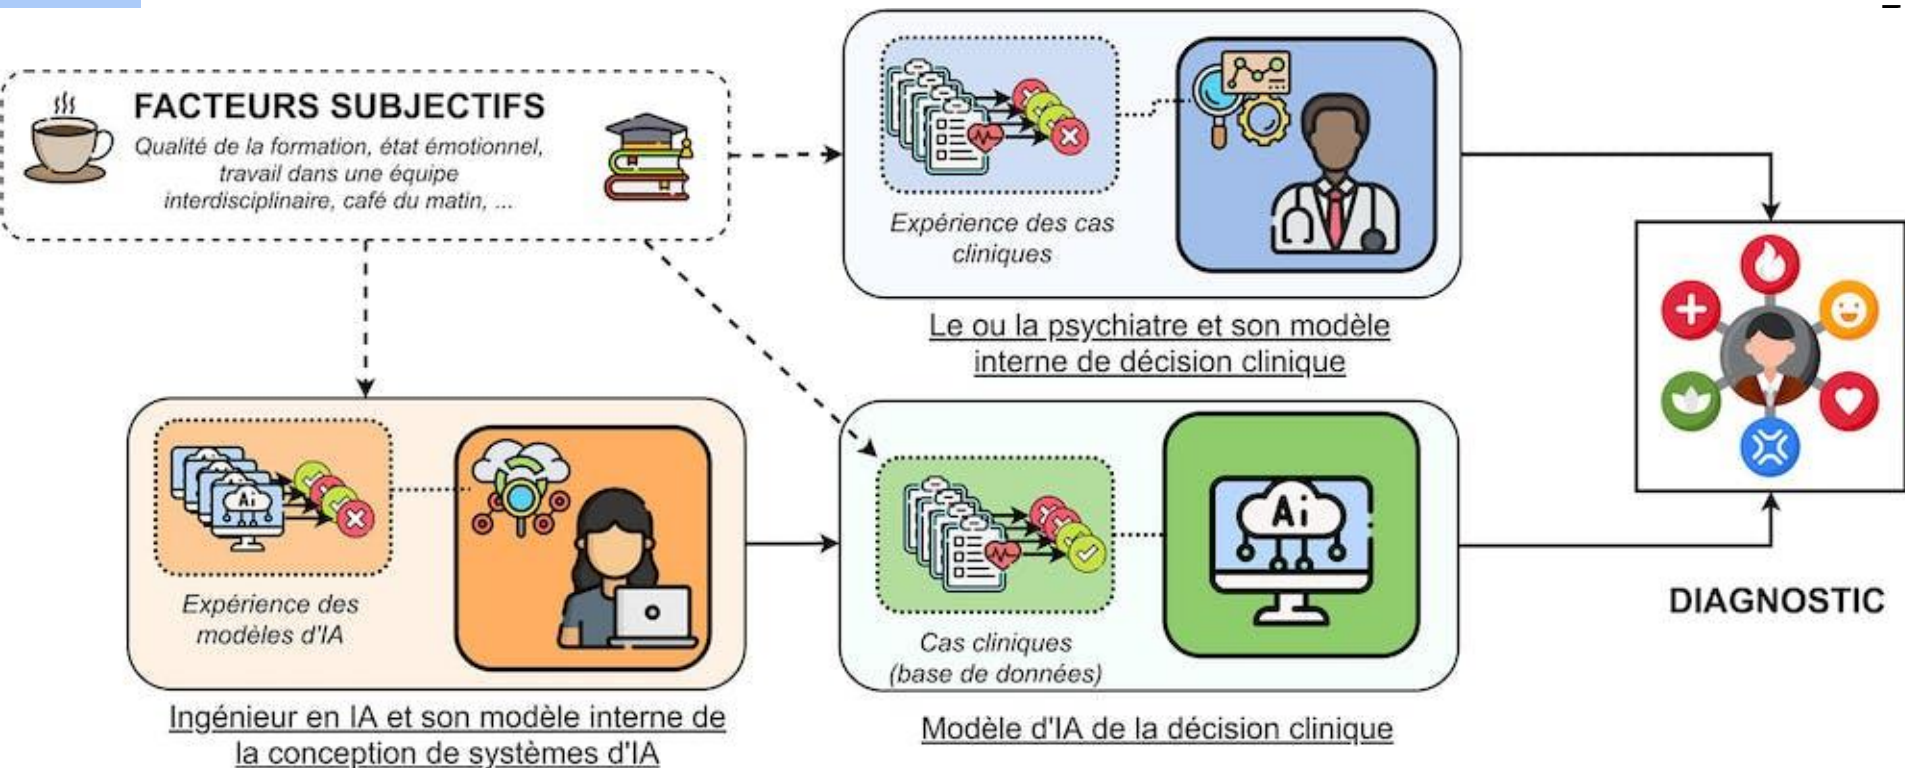 FACTEURS SUBJECTIFS
Qualité de la formation, état émotionnel,
travail dans une équipe
interdisciplinaire, café du matin, ...
Expérience des cas
cliniques
Le ou la psychiatre et son modèle
interne de décision clinique
Ai
Expérience des
modèles d'IA
Ingénieur en IA et son modèle interne de
la conception de systèmes d'IA
Ai
Cas cliniques
(base de données)
Modèle d'IA de la décision clinique
DIAGNOSTIC